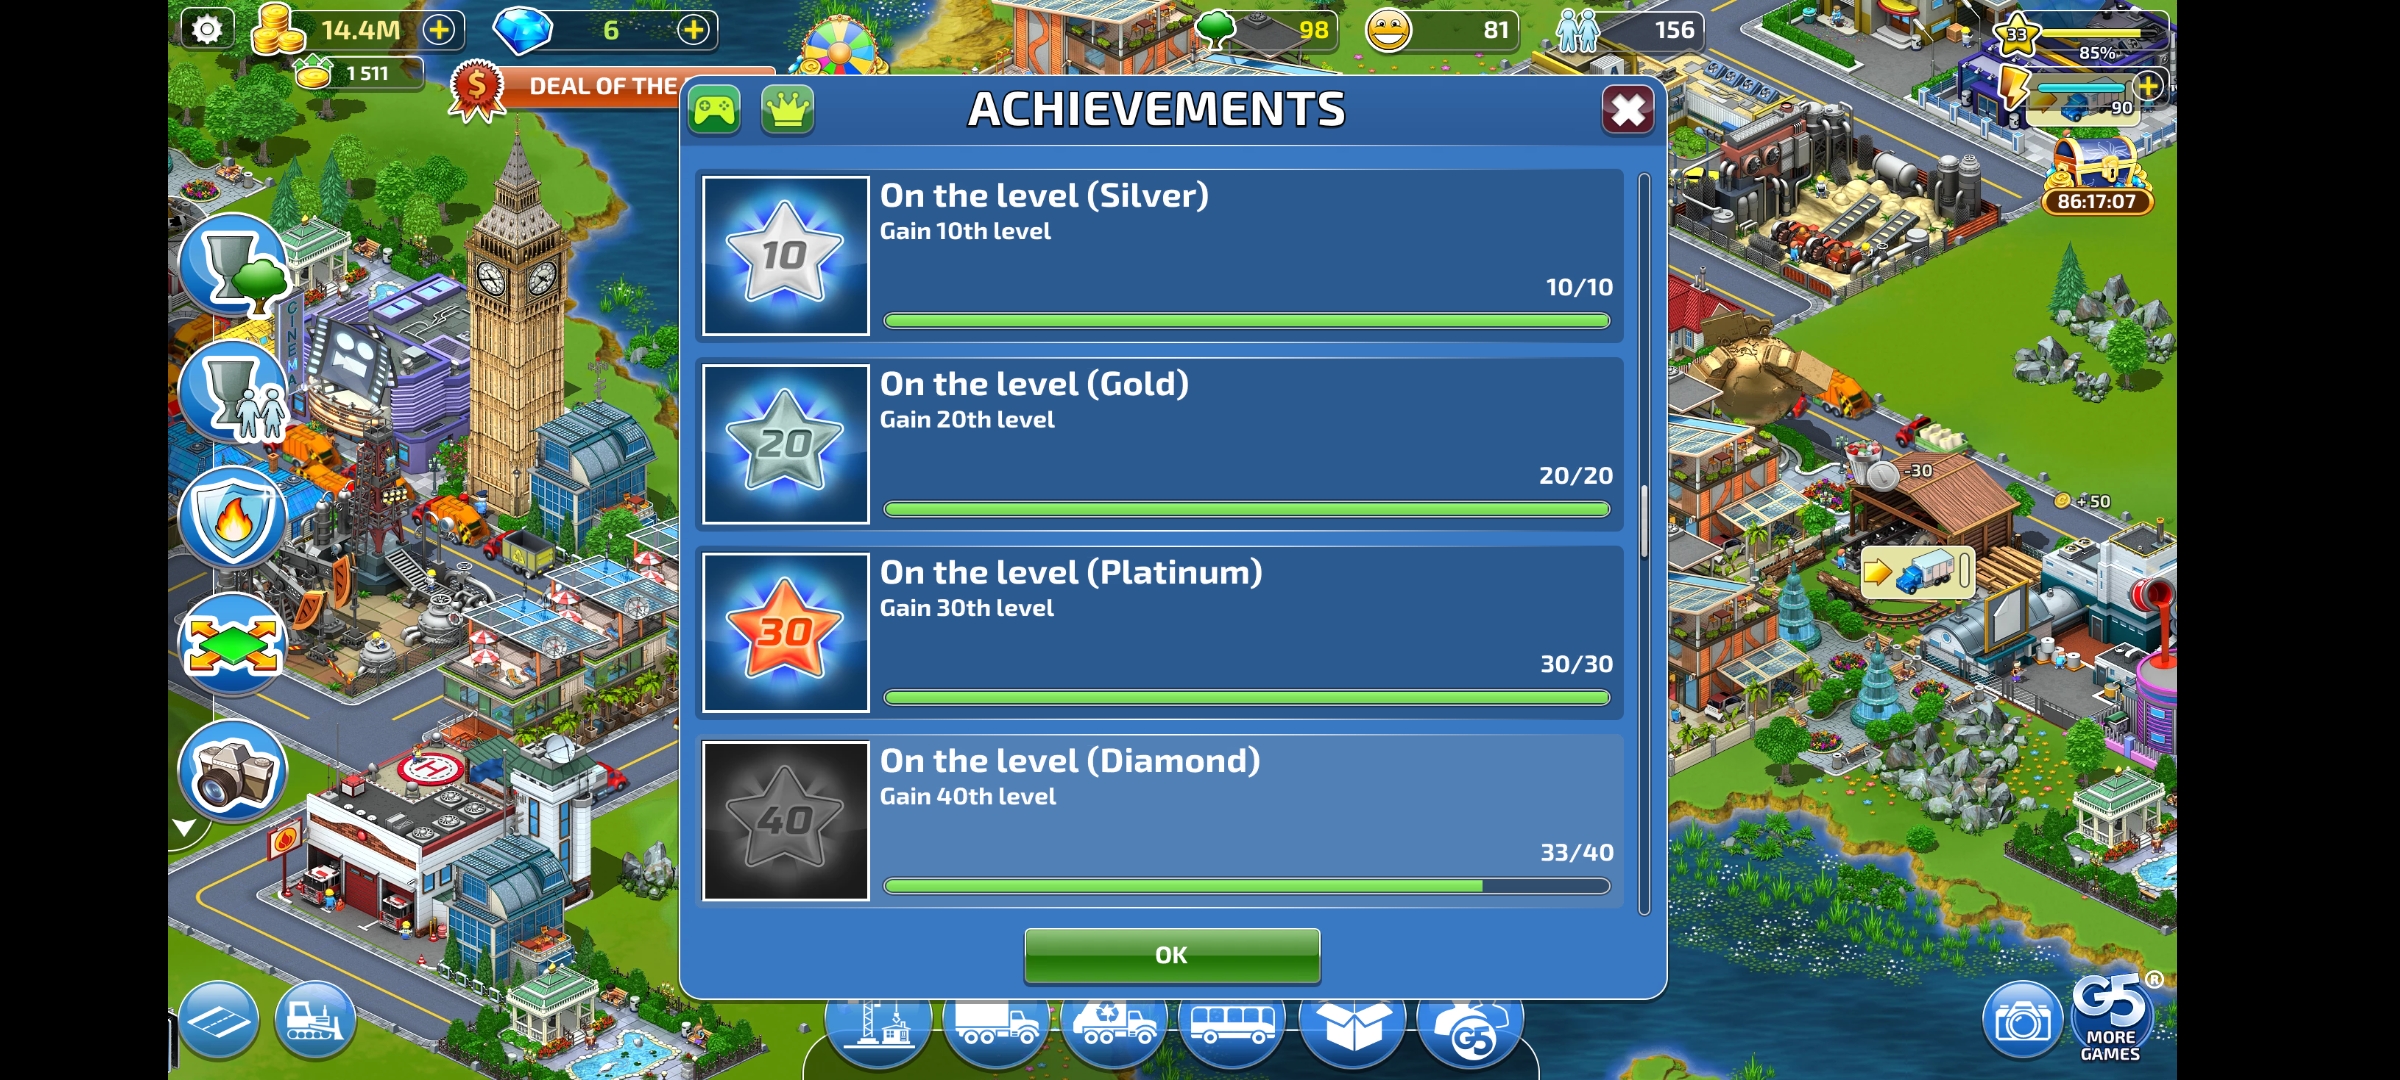 14.4M
6
98
81
156
33
85%
1 511
DEAL OF THE
90
ACHIEVEMENTS
86:17:07
On the level (Silver)
Gain 10th level
10
10/10
On the level (Gold)
Gain 20th level
20
20/20
On the level (Platinum)
Gain 30th level
30
30/30
On the level (Diamond)
Gain 40th level
40
33/40
OK
CINEMA
-30
+50
H
G5
G5
®
MORE
GAMES